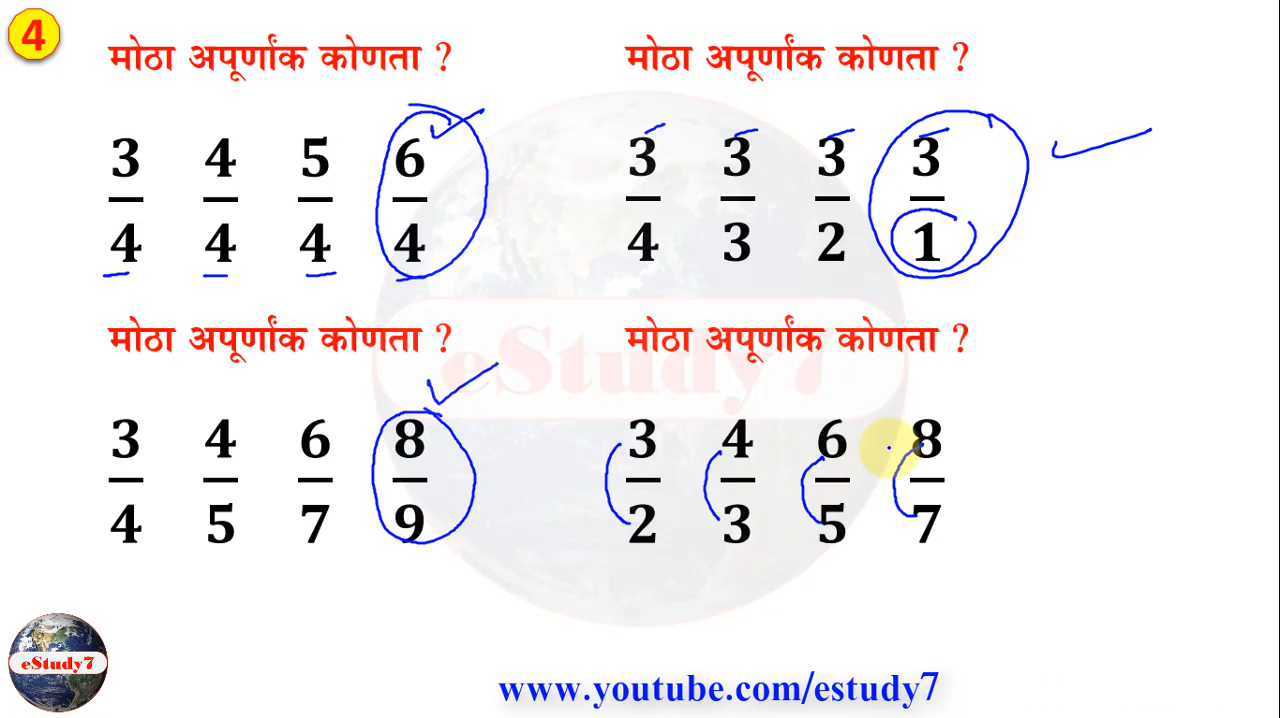 4
मोठा अपूर्णांक कोणता ?
3/4 4/4 5/4 6/4
मोठा अपूर्णांक कोणता ?
3/4 3/3 3/2 3/1
मोठा अपूर्णांक कोणता ?
3/4 4/5 6/7 8/9
मोठा अपूर्णांक कोणता ?
3/2 4/3 6/5 8/7
eStudy7
eStudy7
www.youtube.com/estudy7